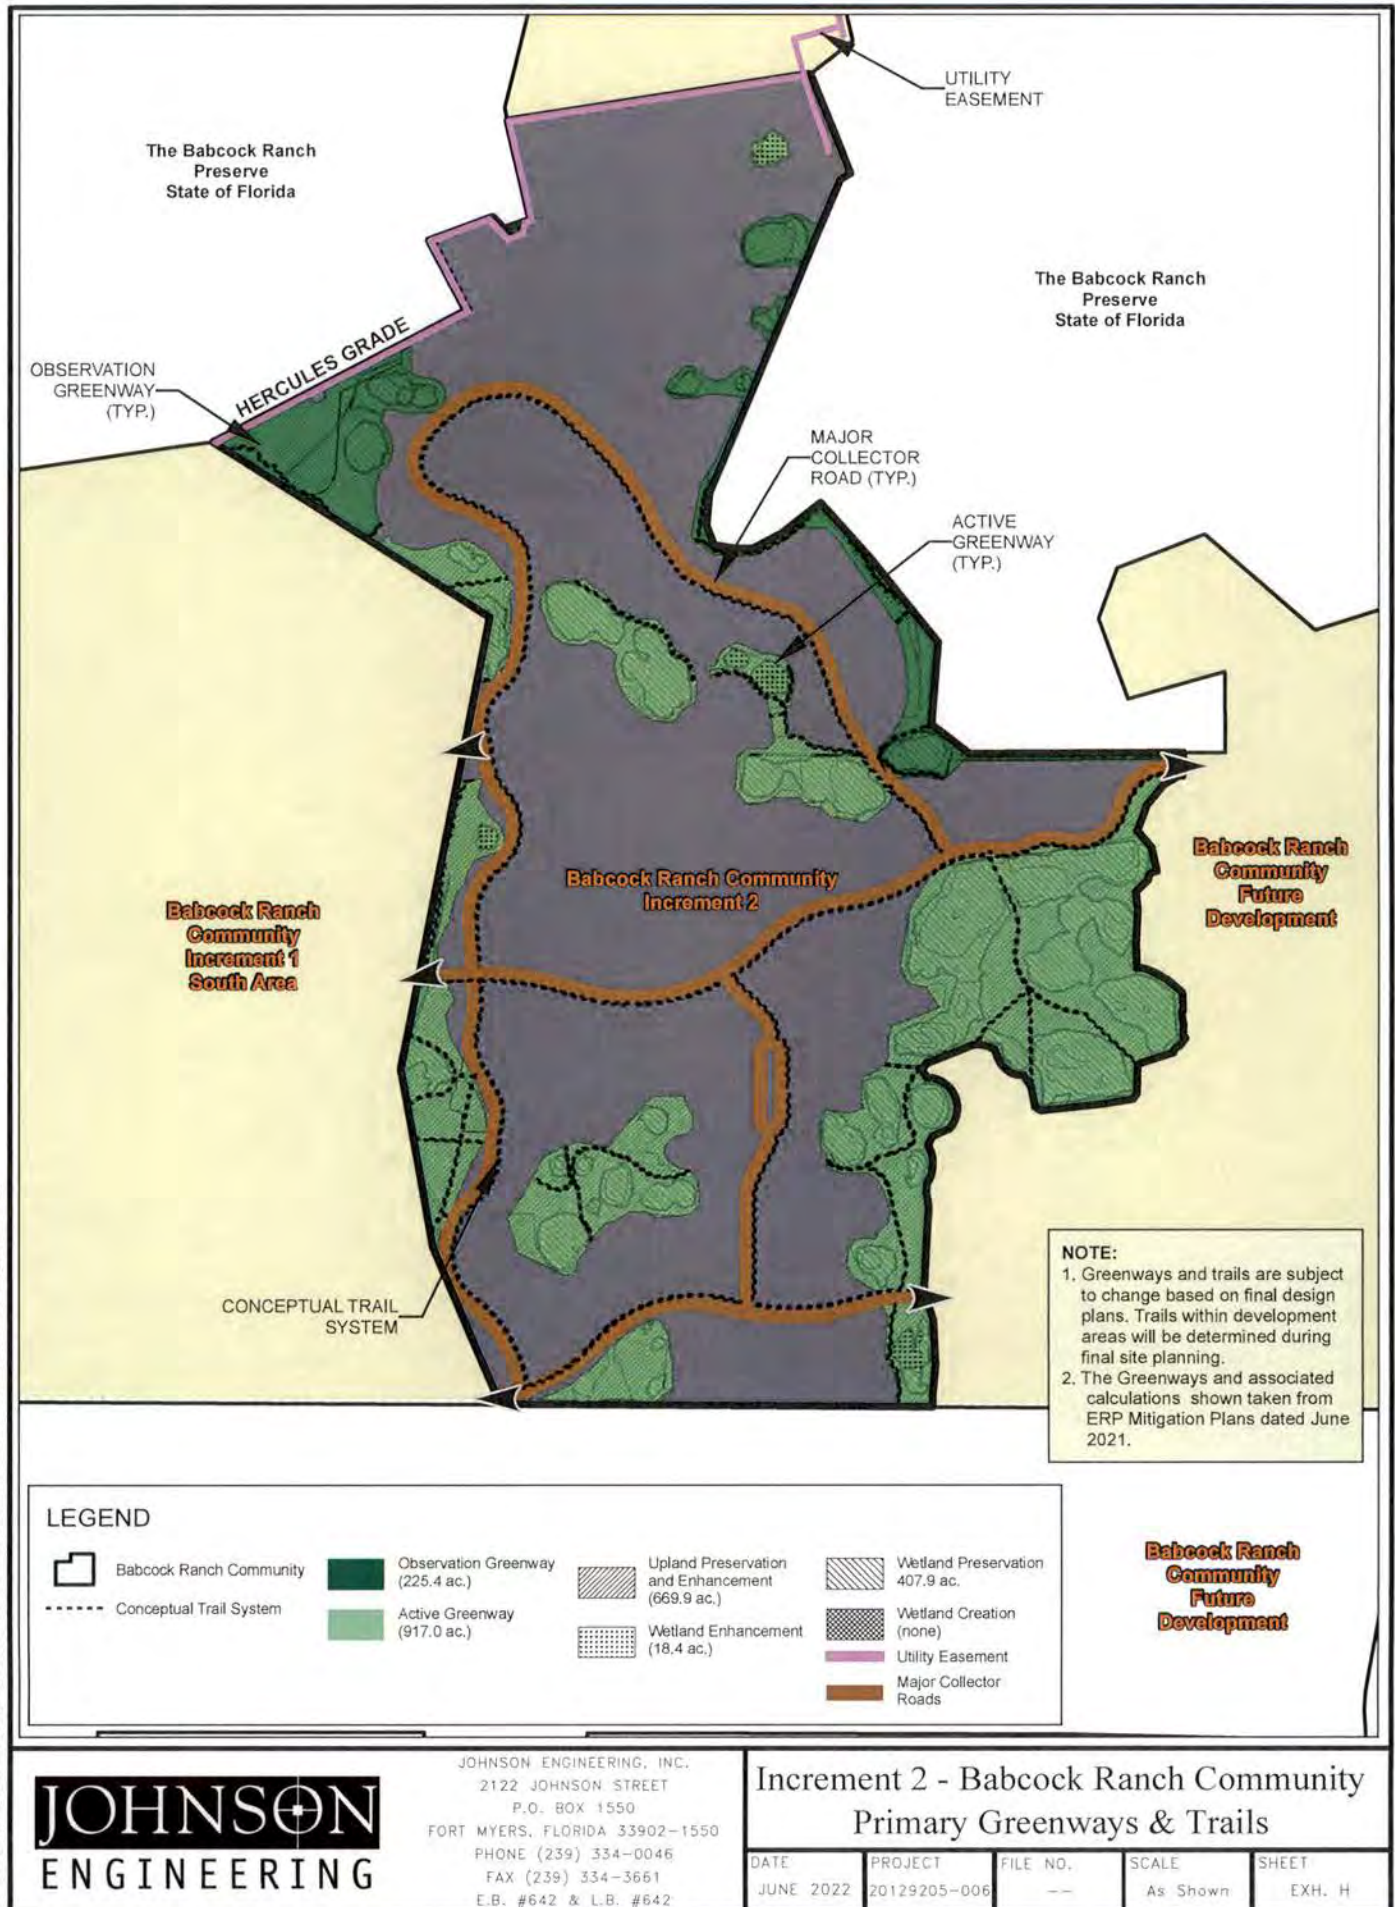 UTILITY
EASEMENT
The Babcock Ranch
Preserve
State of Florida
The Babcock Ranch
Preserve
State of Florida
HERCULES GRADE
OBSERVATION
GREENWAY
(TYP.)
MAJOR
COLLECTOR
ROAD (TYP.)
ACTIVE
GREENWAY
(TYP.)
Babcock Ranch Community
Increment 2
Babcock Ranch
Community
Future
Development
Babcock Ranch
Community
Increment 1
South Area
CONCEPTUAL TRAIL
SYSTEM
NOTE:
1. Greenways and trails are subject
to change based on final design
plans. Trails within development
areas will be determined during
final site planning.
2. The Greenways and associated
calculations shown taken from
ERP Mitigation Plans dated June
2021.
LEGEND
Babcock Ranch Community
Conceptual Trail System
Observation Greenway
(225.4 ac.)
Active Greenway
(917.0 ac.)
Upland Preservation
and Enhancement
(669.9 ac.)
Wetland Enhancement
(18.4 ac.)
Wetland Preservation
407.9 ac.
Wetland Creation
(none)
Utility Easement
Major Collector
Roads
Babcock Ranch
Community
Future
Development
JOHNSON
ENGINEERING
JOHNSON ENGINEERING, INC.
2122 JOHNSON STREET
P.O. BOX 1550
FORT MYERS, FLORIDA 33902-1550
PHONE (239) 334-0046
FAX (239) 334-3661
E.B. #642 & L.B. #642
Increment 2 - Babcock Ranch Community
Primary Greenways & Trails
DATE
JUNE 2022
PROJECT
20129205-006
FILE NO.
--
SCALE
As Shown
SHEET
EXH. H